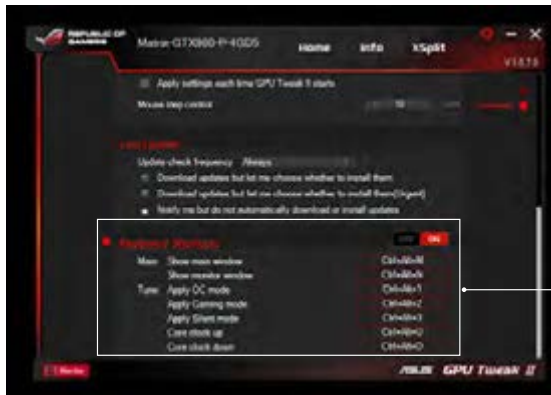 REPUBLIC OF
GAMERS
Matrix-GTX980-P-4GD5
Home
Info
XSplit
Apply settings each time GPU Tweak II starts
Mouse step control
Live Update
Update check frequency Always
Download updates but let me choose whether to install them
Download updates but let me choose whether to install them(Urgent)
Notify me but do not automatically download or install updates
Keyboard Shortcuts
OFF ON
Main Show main window Ctrl+Alt+M
Show monitor window Ctrl+Alt+N
Tune Apply OC mode Ctrl+Alt+1
Apply Gaming mode Ctrl+Alt+2
Apply Silent mode Ctrl+Alt+3
Core clock up Ctrl+Alt+U
Core clock down Ctrl+Alt+D
Monitor
ASUS GPU Tweak II